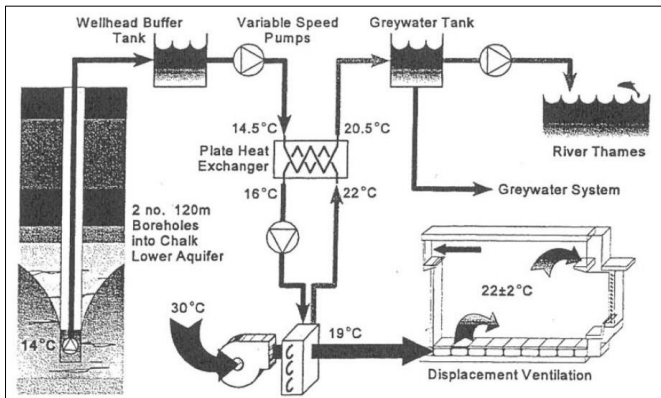 Wellhead Buffer
Tank
Variable Speed
Pumps
Greywater Tank
14.5°C
20.5°C
Plate Heat
Exchanger
River Thames
16°C
22°C
Greywater System
2 no. 120m
Boreholes
into Chalk
Lower Aquifer
30°C
22±2°C
14°C
19°C
Displacement Ventilation